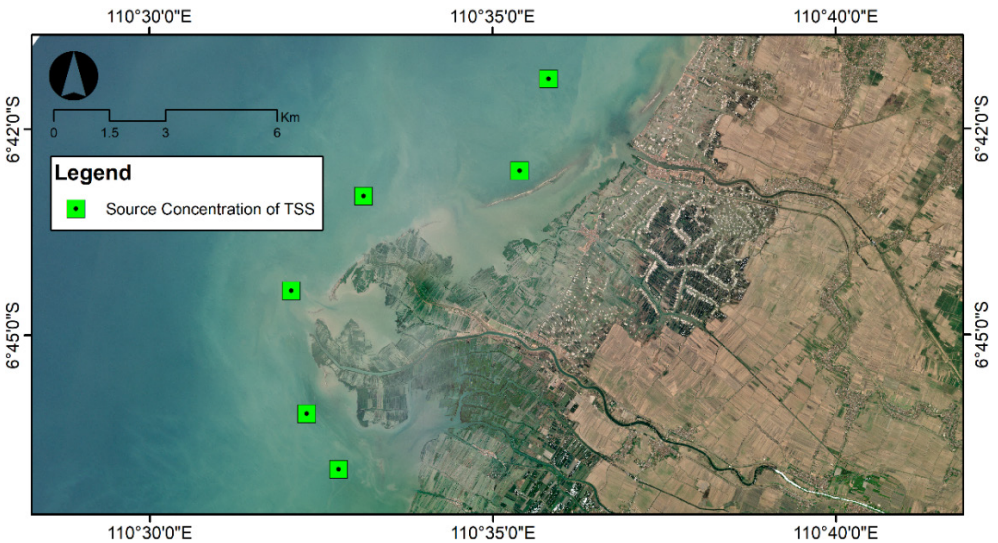 110°30'0"E 110°35'0"E 110°40'0"E
Km
0 1.5 3 6
6°42'0"S 6°42'0"S
Legend
Source Concentration of TSS
6°45'0"S 6°45'0"S
110°30'0"E 110°35'0"E 110°40'0"E